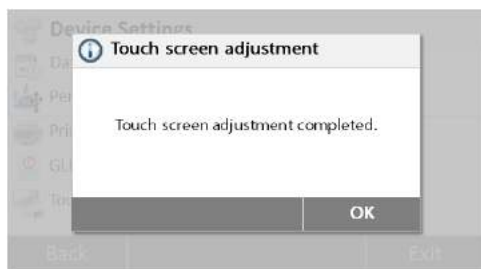 Device Settings
Touch screen adjustment
Touch screen adjustment completed.
OK
Back
Exit